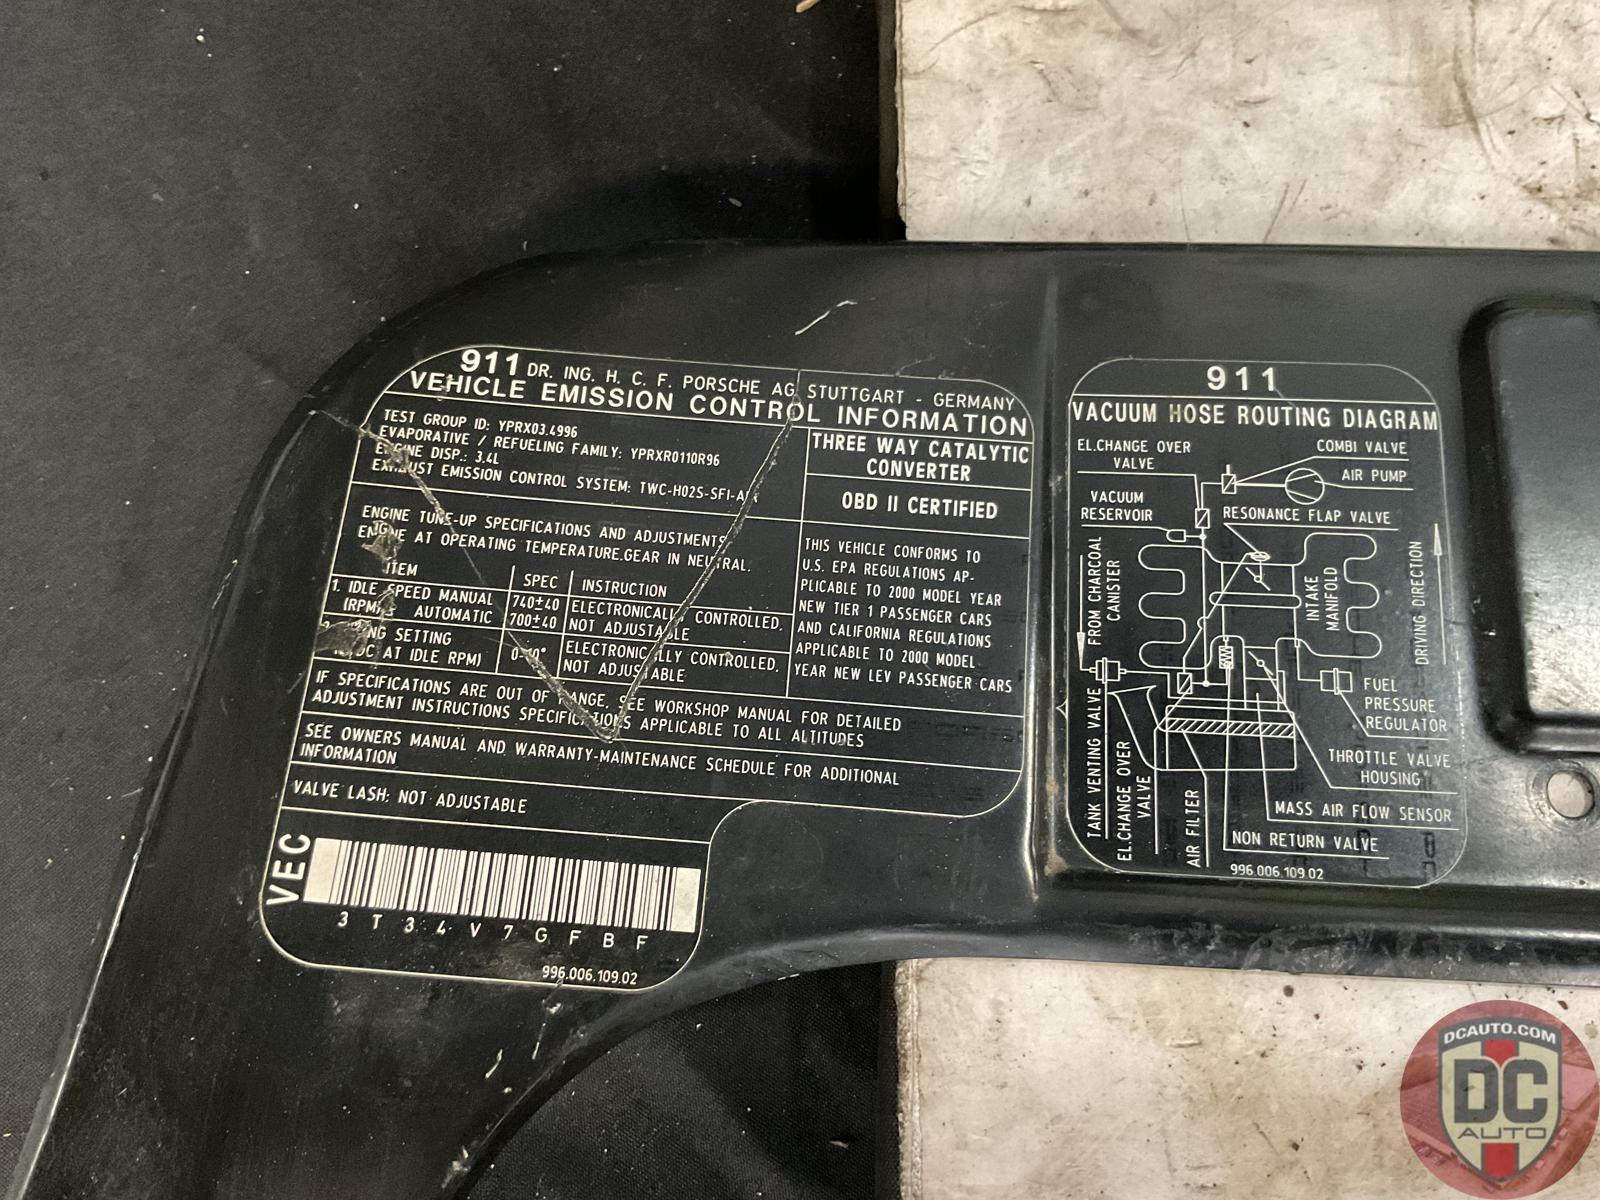 911 DR. ING. H. C. F. PORSCHE AG STUTTGART - GERMANY
VEHICLE EMISSION CONTROL INFORMATION
TEST GROUP ID: YPRX03.4996
EVAPORATIVE / REFUELING FAMILY: YPRXR0110R96
ENGINE DISP.: 3.4L
EXHAUST EMISSION CONTROL SYSTEM: TWC-HO2S-SFI-
THREE WAY CATALYTIC
CONVERTER
OBD II CERTIFIED
ENGINE TUNE-UP SPECIFICATIONS AND ADJUSTMENTS
ENGINE AT OPERATING TEMPERATURE.GEAR IN NEUTRAL.
ITEM SPEC INSTRUCTION
1. IDLE SPEED MANUAL 740±40 ELECTRONICALLY CONTROLLED,
(RPM) AUTOMATIC 700±40 NOT ADJUSTABLE
SETTING ELECTRONICALLY CONTROLLED,
AT IDLE RPM) NOT ADJUSTABLE
THIS VEHICLE CONFORMS TO
U.S. EPA REGULATIONS AP-
PLICABLE TO 2000 MODEL YEAR
NEW TIER 1 PASSENGER CARS
AND CALIFORNIA REGULATIONS
APPLICABLE TO 2000 MODEL
YEAR NEW LEV PASSENGER CARS
IF SPECIFICATIONS ARE OUT OF RANGE, SEE WORKSHOP MANUAL FOR DETAILED
ADJUSTMENT INSTRUCTIONS SPECIFICATIONS APPLICABLE TO ALL ALTITUDES
SEE OWNERS MANUAL AND WARRANTY-MAINTENANCE SCHEDULE FOR ADDITIONAL
INFORMATION
VALVE LASH: NOT ADJUSTABLE
VEC
3 T 3 4 V 7 G F B F
996.006.109.02
911
VACUUM HOSE ROUTING DIAGRAM
EL.CHANGE OVER
VALVE
COMBI VALVE
AIR PUMP
VACUUM
RESERVOIR
RESONANCE FLAP VALVE
FROM CHARCOAL
CANISTER
INTAKE
MANIFOLD
DRIVING DIRECTION
FUEL
PRESSURE
REGULATOR
TANK VENTING VALVE
EL.CHANGE OVER
VALVE
AIR FILTER
THROTTLE VALVE
HOUSING
MASS AIR FLOW SENSOR
NON RETURN VALVE
996.006.109.02
DCAUTO.COM
DC
AUTO